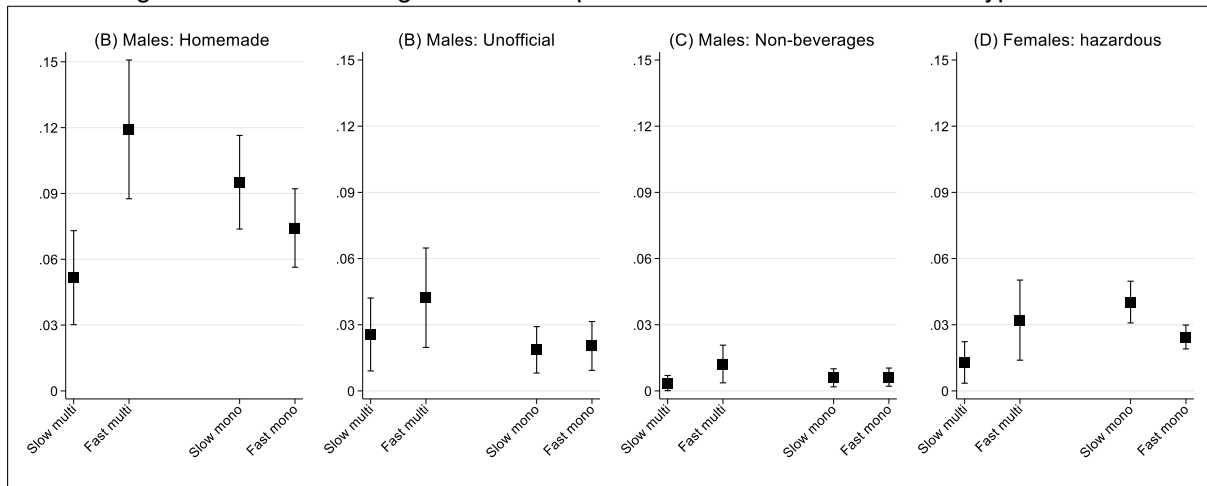 (B) Males: Homemade
.15
.12
.09
.06
.03
0
Slow multi
Fast multi
Slow mono
Fast mono
(B) Males: Unofficial
.15
.12
.09
.06
.03
0
Slow multi
Fast multi
Slow mono
Fast mono
(C) Males: Non-beverages
.15
.12
.09
.06
.03
0
Slow multi
Fast multi
Slow mono
Fast mono
(D) Females: hazardous
.15
.12
.09
.06
.03
0
Slow multi
Fast multi
Slow mono
Fast mono